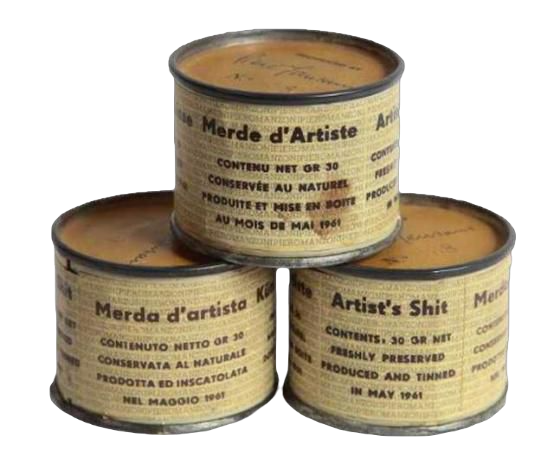 Merde d'Artiste
CONTENU NET GR 30
CONSERVÉE AU NATUREL
PRODUITE ET MISE EN BOITE
AU MOIS DE MAI 1961
Merda d'artista
CONTENUTO NETTO GR 30
CONSERVATA AL NATURALE
PRODOTTA ED INSCATOLATA
NEL MAGGIO 1961
Artist's Shit
CONTENTS, 30 GR NET
FRESHLY PRESERVED
PRODUCED AND TINNED
IN MAY 1961